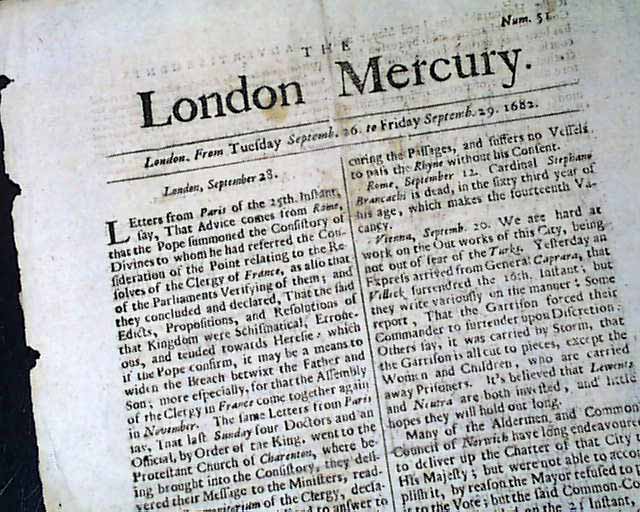 Num. 51.
THE
London Mercury.
London. From Tuesday Septemb. 26. to Friday Septemb. 29. 1682.
London, September 28.
LEtters from Paris of the 25th. Instant,
say, That Advice comes from Rome,
that the Pope summoned the Consistory of
Divines to whom he had referred the Con-
sideration of the Point relating to the Re-
solves of the Clergy of France, as also that
of the Parliaments Verifying of them; and
they concluded and declared, That the said
Edicts, Propositions, and Resolutions of
that Kingdom were Schismatical, Errone-
ous, and tended towards Heresie, which
if the Pope confirm, it may be a means to
widen the Breach betwixt the Father and
Son; more especially, for that the Assembly
of the Clergy in France come together again
in November. The same Letters from Paris
say, That last Sunday four Doctors and an
Official, by Order of the King, went to the
Protestant Church of Charenton, where be-
ing brought into the Consistory, they deli-
vered their Message to the Ministers, read-
of the Clergy, decla-
to answer to
curing the Passages, and suffers no Vessels
to pass the Rhyne without his Consent.
Rome, September 12. Cardinal Stephano
Brancachi is dead, in the sixty third year of
his age, which makes the fourteenth Va-
cancy.
Vienna, Septemb. 20. We are hard at
work on the Out works of this City, being
not out of fear of the Turks. Yesterday an
Express arrived from General Caprara, that
Villeck surrendred the 16th. Instant; but
they write variously on the manner; Some
report, That the Garrison forced their
Commander to surrender upon Discretion:
Others say, it was carried by Storm, that
the Garrison is all cut to pieces, except the
Women and Children, who are carried
away Prisoners. It's believed that Lewentz
and Neutra are both invested, and little
hopes they will hold out long.
Many of the Aldermen and Common
Council of Norwich have long endeavoured
to deliver up the Charter of that City
His Majesty; but were not able to accom-
plish it, by reason the Mayor refused to
it to the Vote; but the said Common-Co
on the 21 Instant,